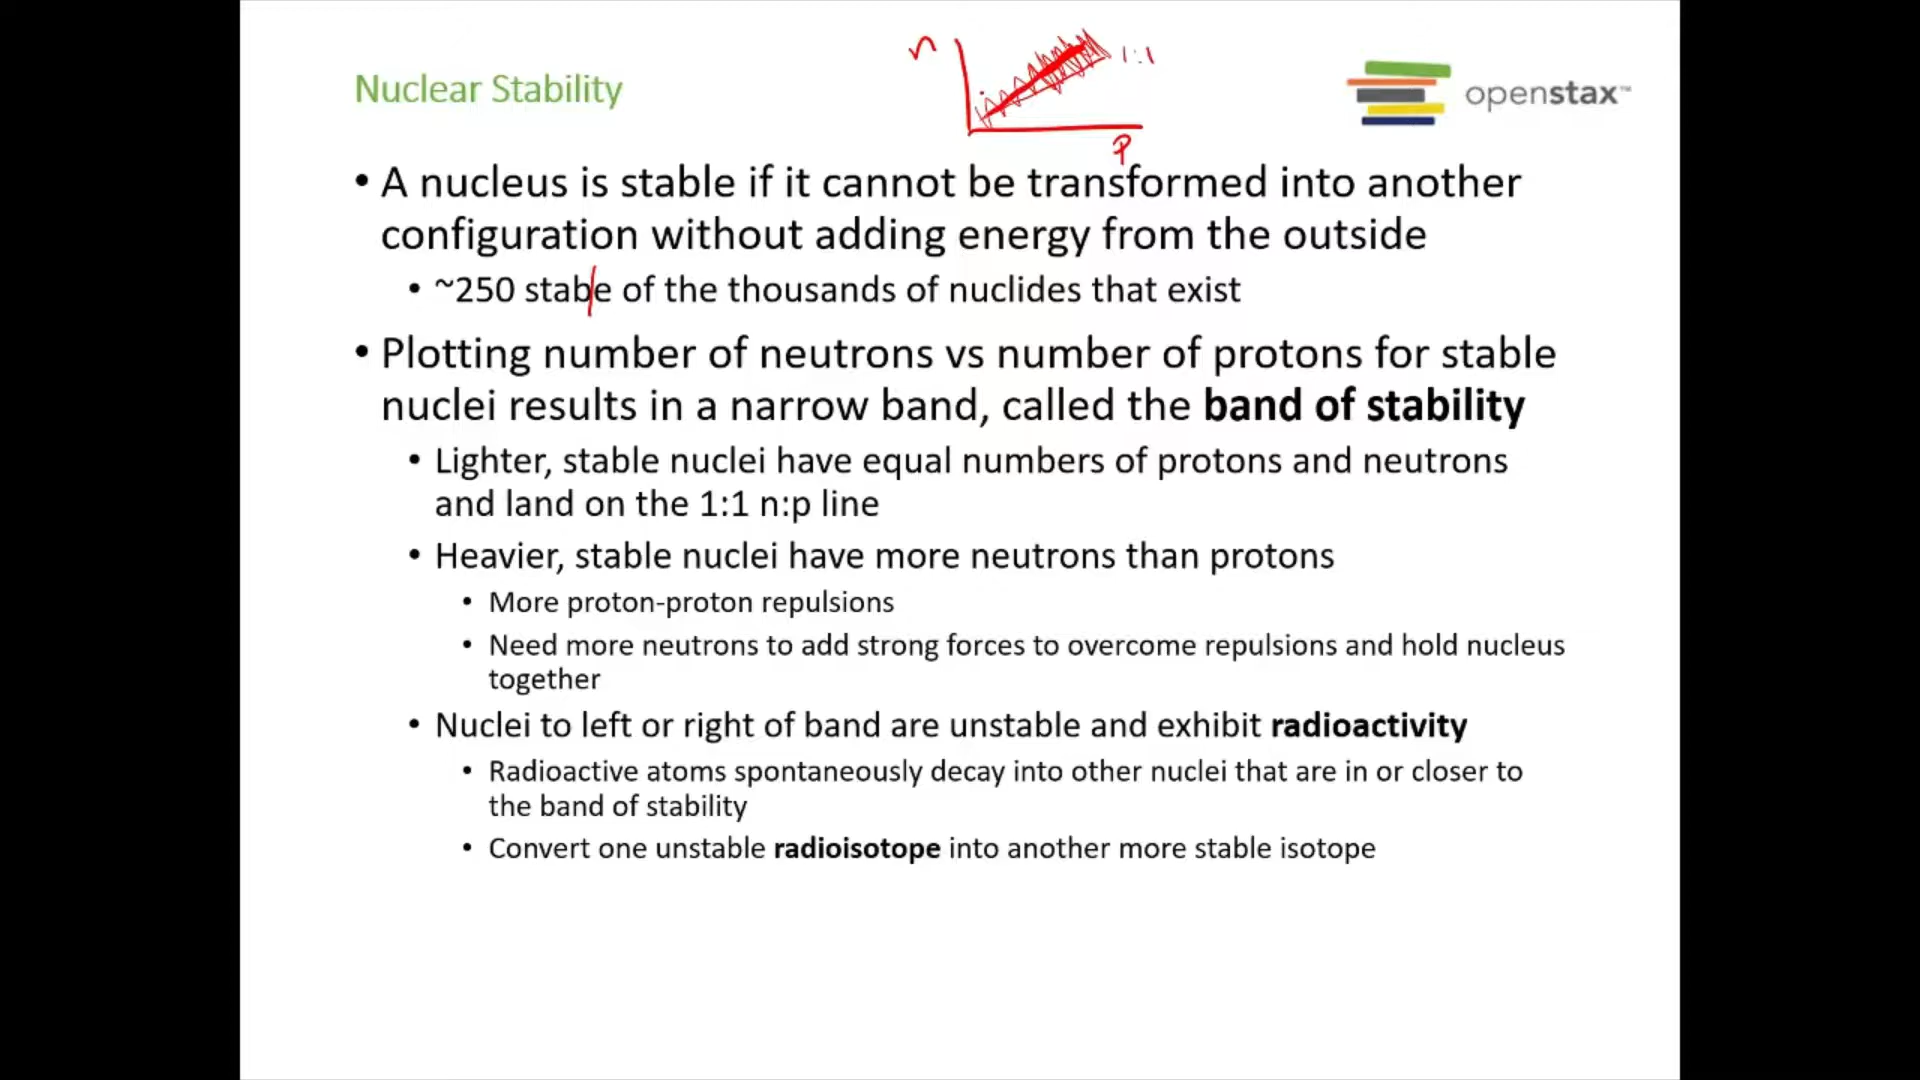 n
1:1
Nuclear Stability
openstax™
P
• A nucleus is stable if it cannot be transformed into another
configuration without adding energy from the outside
• ~250 stab/e of the thousands of nuclides that exist
• Plotting number of neutrons vs number of protons for stable
nuclei results in a narrow band, called the band of stability
• Lighter, stable nuclei have equal numbers of protons and neutrons
and land on the 1:1 n:p line
• Heavier, stable nuclei have more neutrons than protons
• More proton-proton repulsions
• Need more neutrons to add strong forces to overcome repulsions and hold nucleus
together
• Nuclei to left or right of band are unstable and exhibit radioactivity
• Radioactive atoms spontaneously decay into other nuclei that are in or closer to
the band of stability
• Convert one unstable radioisotope into another more stable isotope